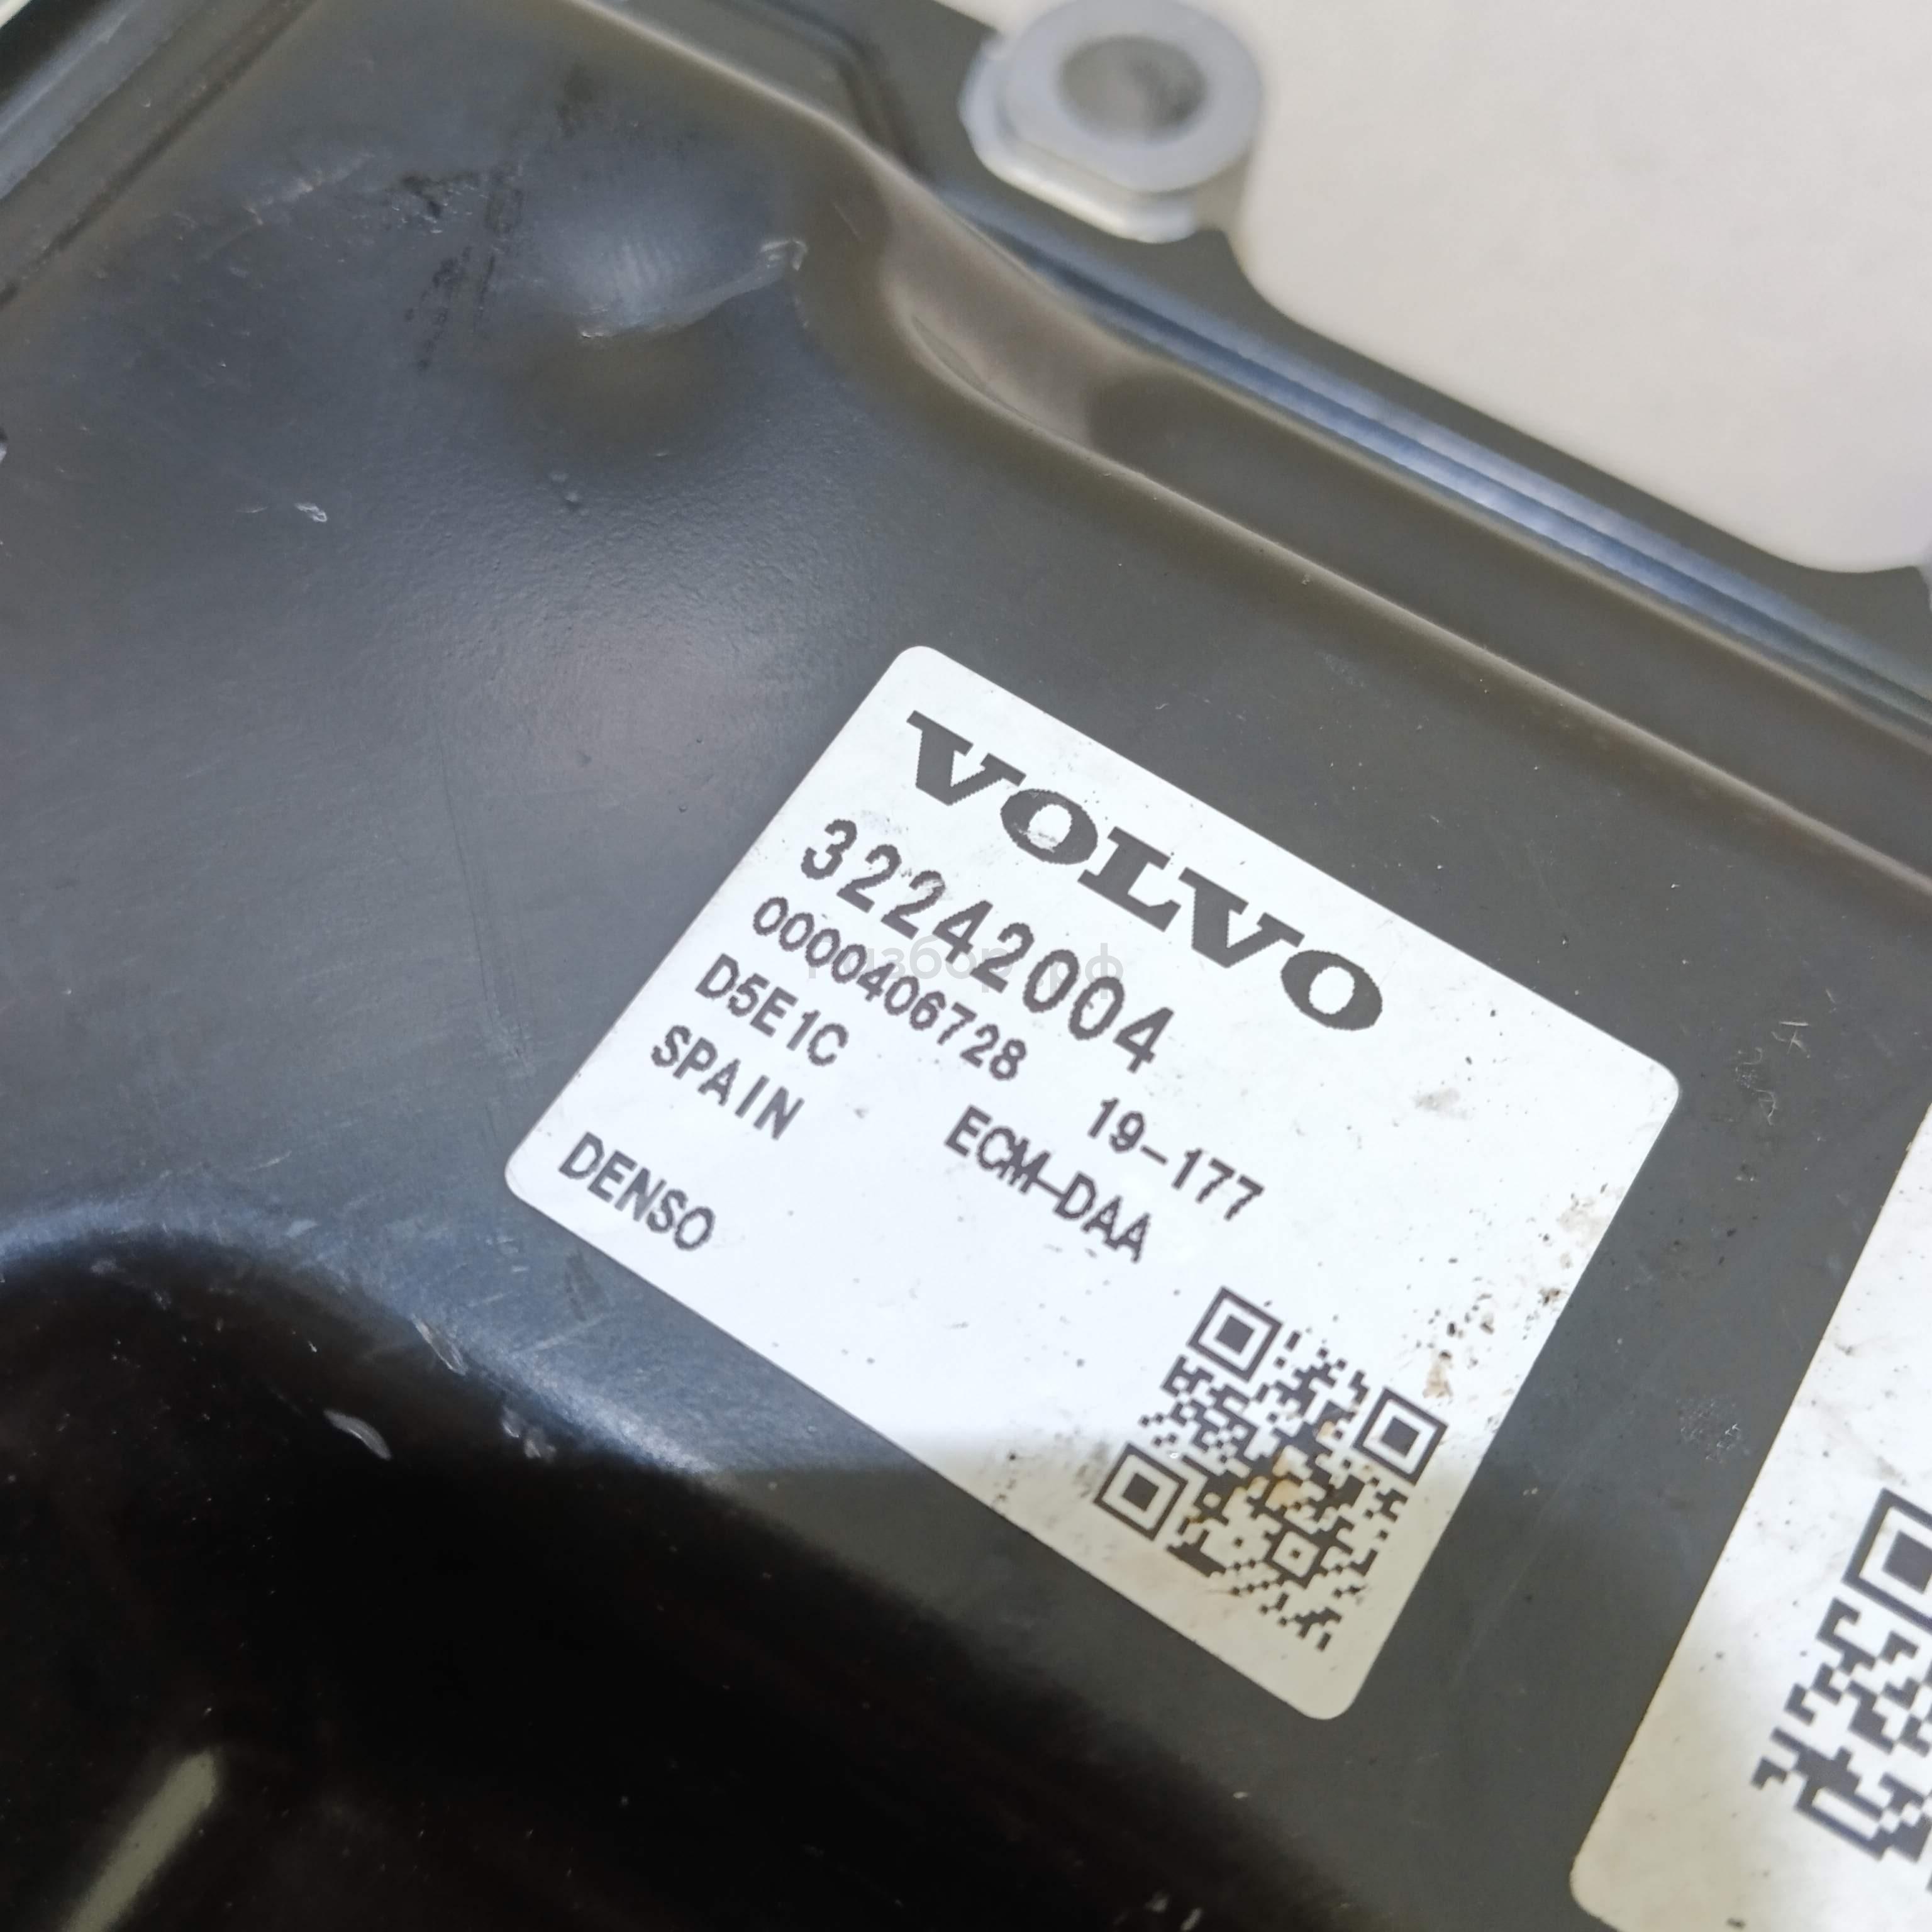 VOLVO
32242004
0000406728 19-177
D5E1C ECM-DAA
SPAIN
DENSO